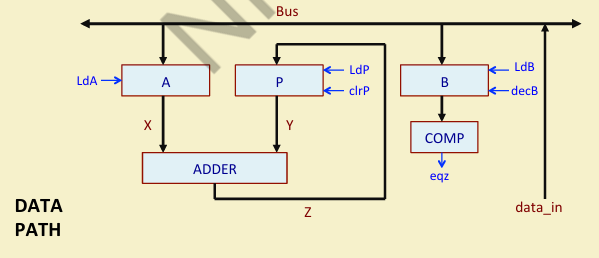 Bus
LdA
A
P
LdP
clrP
B
LdB
decB
X
Y
COMP
eqz
ADDER
Z
data_in
DATA
PATH